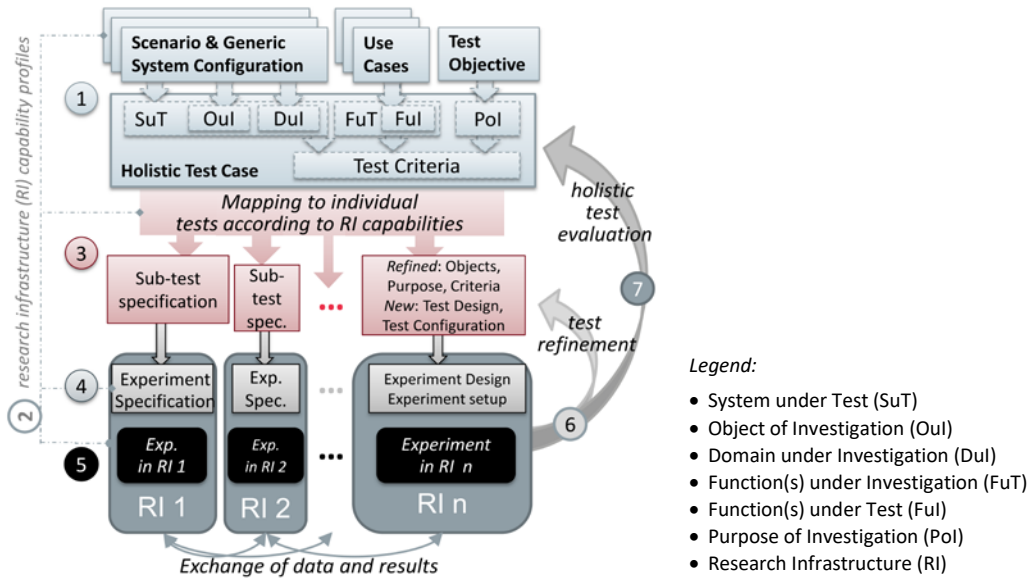 research infrastructure (RI) capability profiles
Scenario & Generic
System Configuration
Use
Cases
Test
Objective
1
SuT
OuI
DuI
FuT
FuI
PoI
Test Criteria
Holistic Test Case
Mapping to individual
tests according to RI capabilities
holistic
test
evaluation
3
Sub-test
specification
Sub-
test
spec.
...
Refined: Objects,
Purpose, Criteria
New: Test Design,
Test Configuration
7
test
refinement
4
Experiment
Specification
Exp.
Spec.
...
Experiment Design
Experiment setup
2
6
5
Exp.
in RI 1
Exp.
in RI 2
...
Experiment
in RI n
RI 1
RI 2
RI n
Exchange of data and results
Legend:
• System under Test (SuT)
• Object of Investigation (OuI)
• Domain under Investigation (DuI)
• Function(s) under Investigation (FuT)
• Function(s) under Test (FuI)
• Purpose of Investigation (PoI)
• Research Infrastructure (RI)